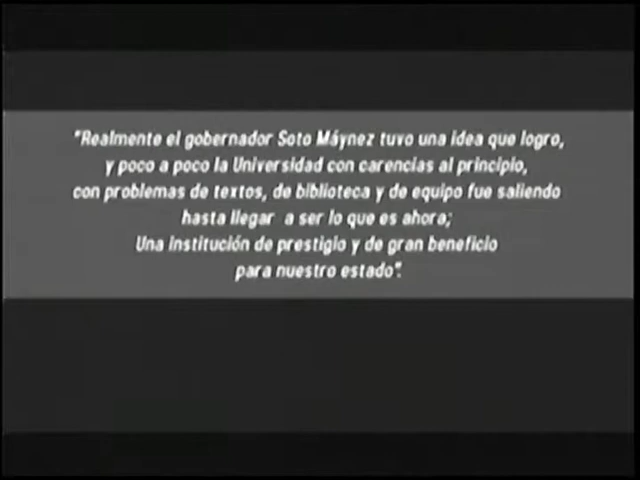 "Realmente el gobernador Soto Máynez tuvo una idea que logro,
y poco a poco la Universidad con carencias al principio,
con problemas de textos, de biblioteca y de equipo fue saliendo
hasta llegar a ser lo que es ahora;
Una institución de prestigio y de gran beneficio
para nuestro estado".